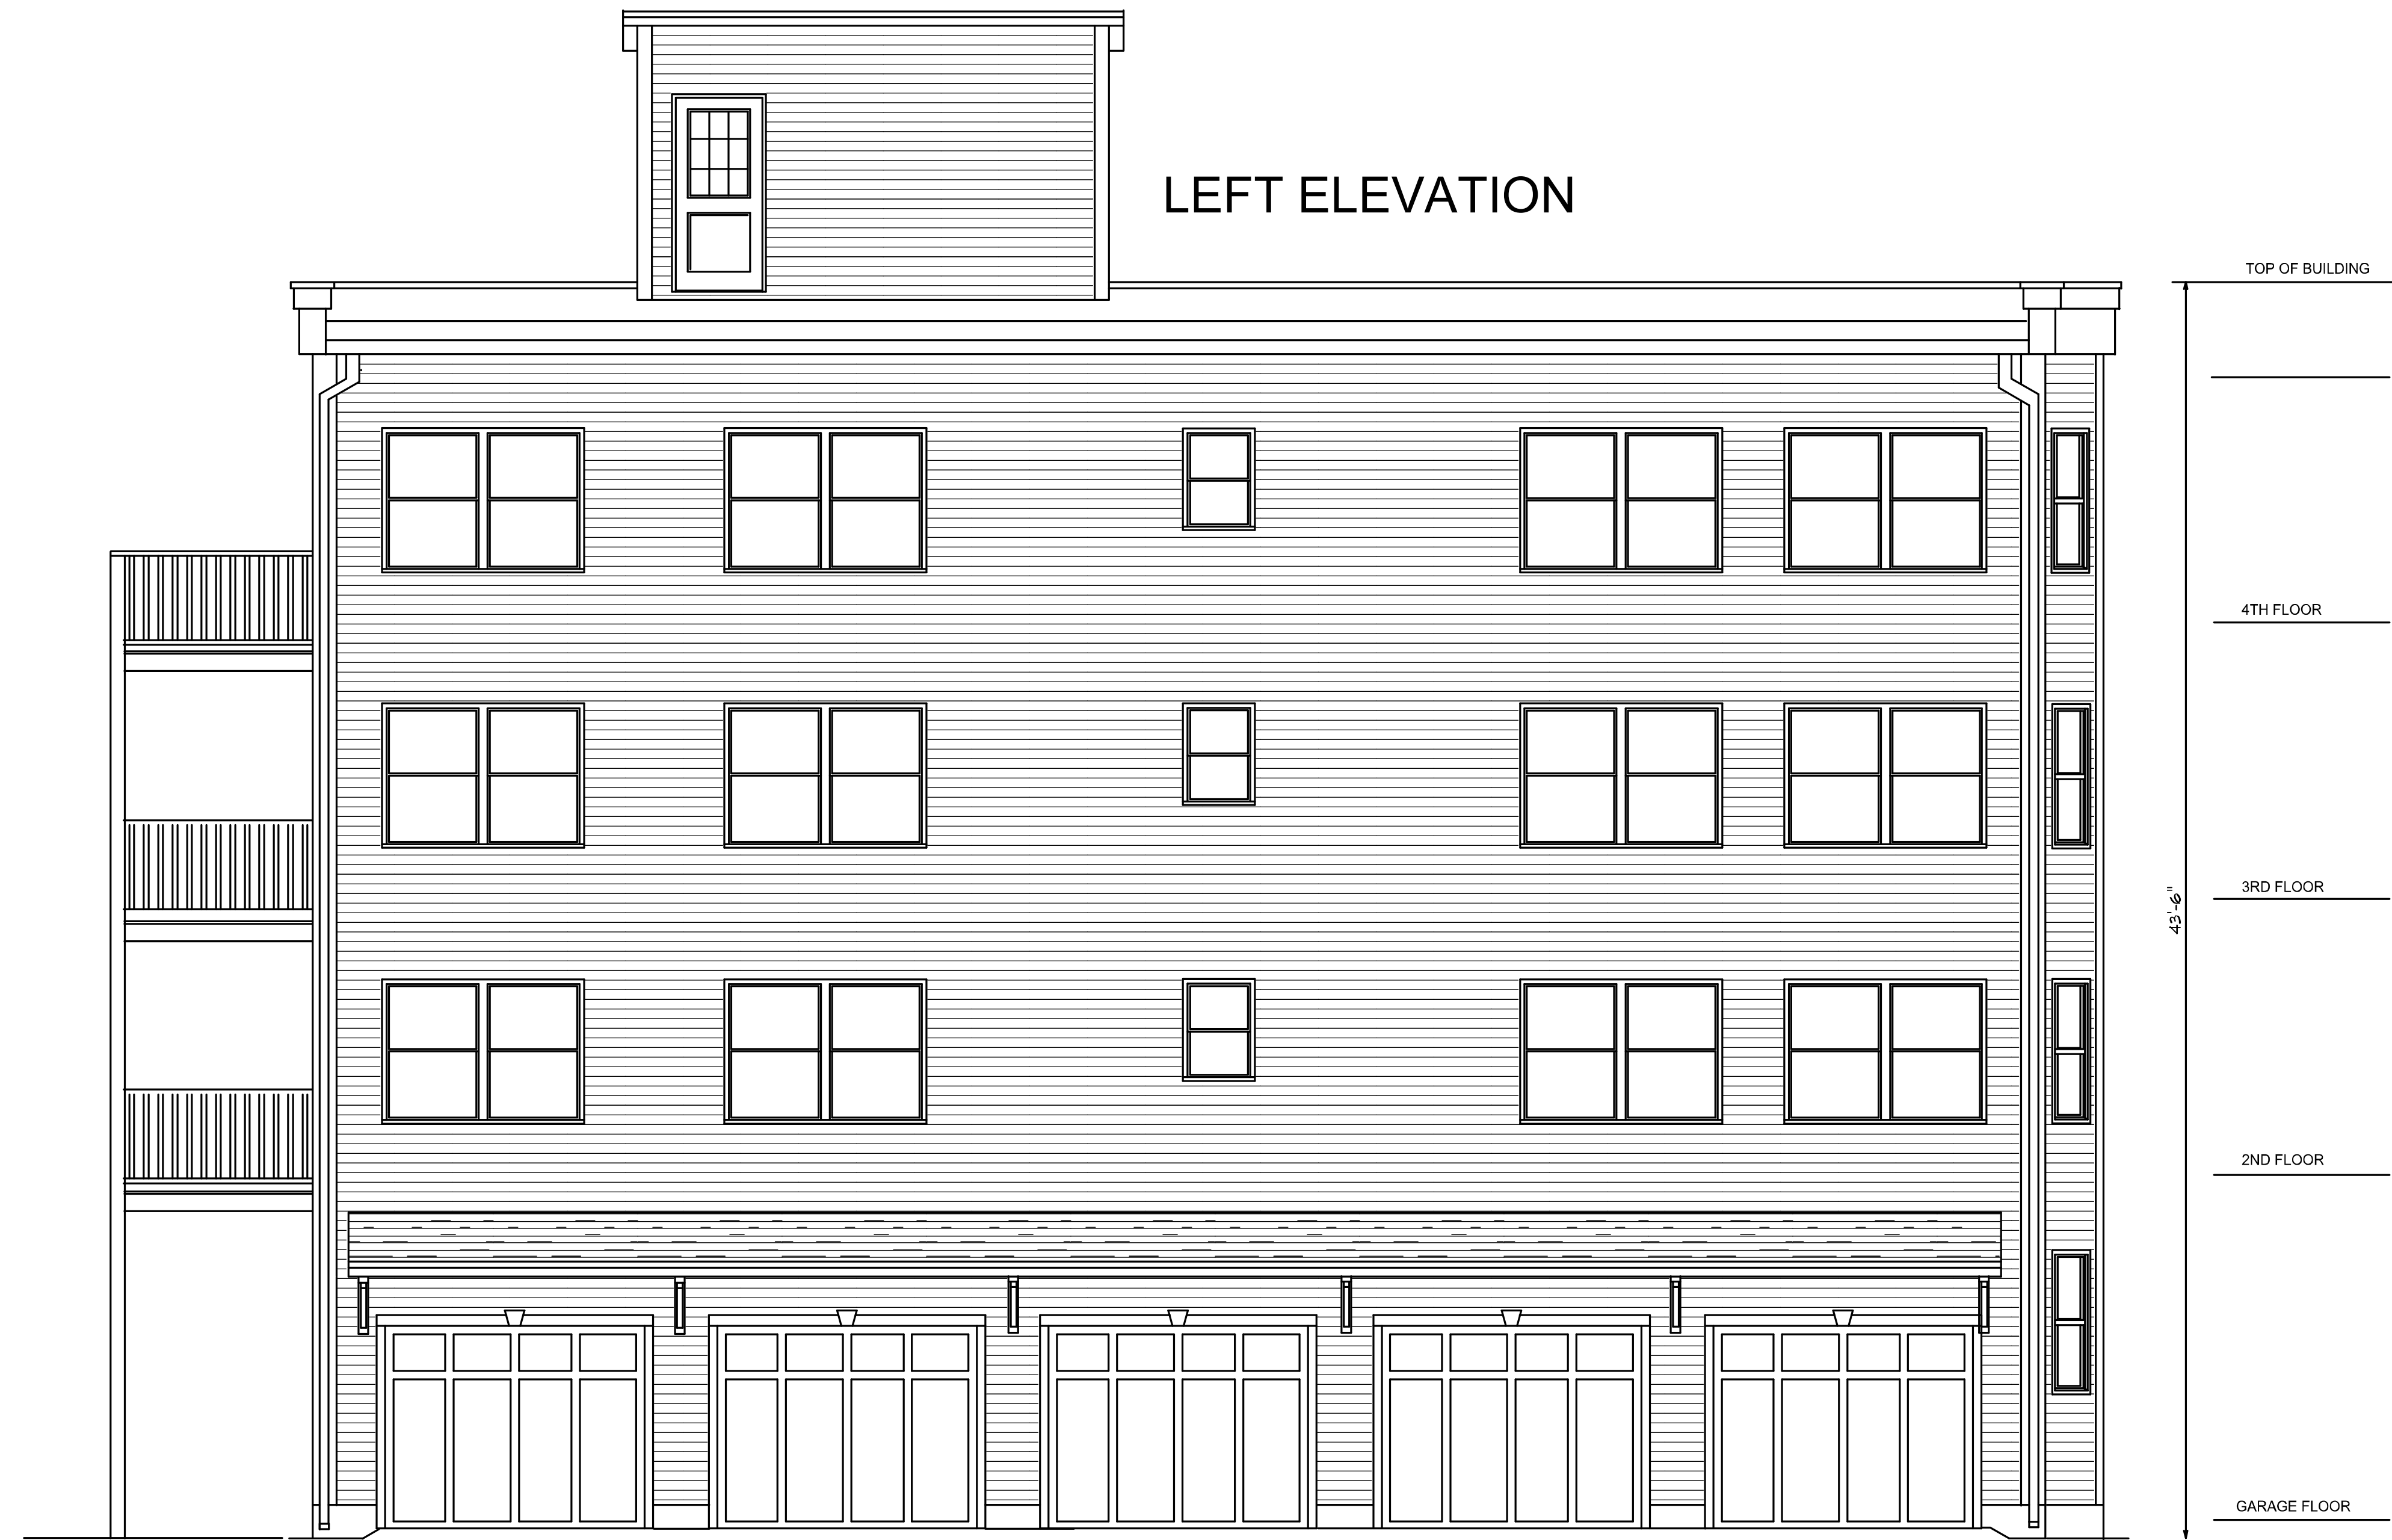 LEFT ELEVATION
TOP OF BUILDING
4TH FLOOR
3RD FLOOR
43'-6"
2ND FLOOR
GARAGE FLOOR